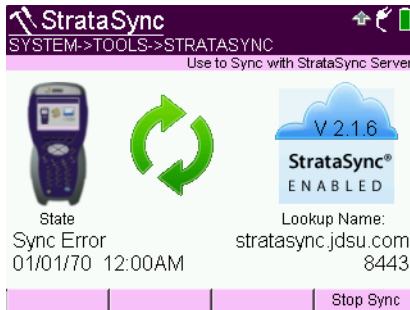 StrataSync
SYSTEM->TOOLS->STRATASYNC
Use to Sync with StrataSync Server
V 2.1.6
StrataSync®
ENABLED
State
Lookup Name:
Sync Error
stratasync.jdsu.com
01/01/70 12:00AM
8443
Stop Sync